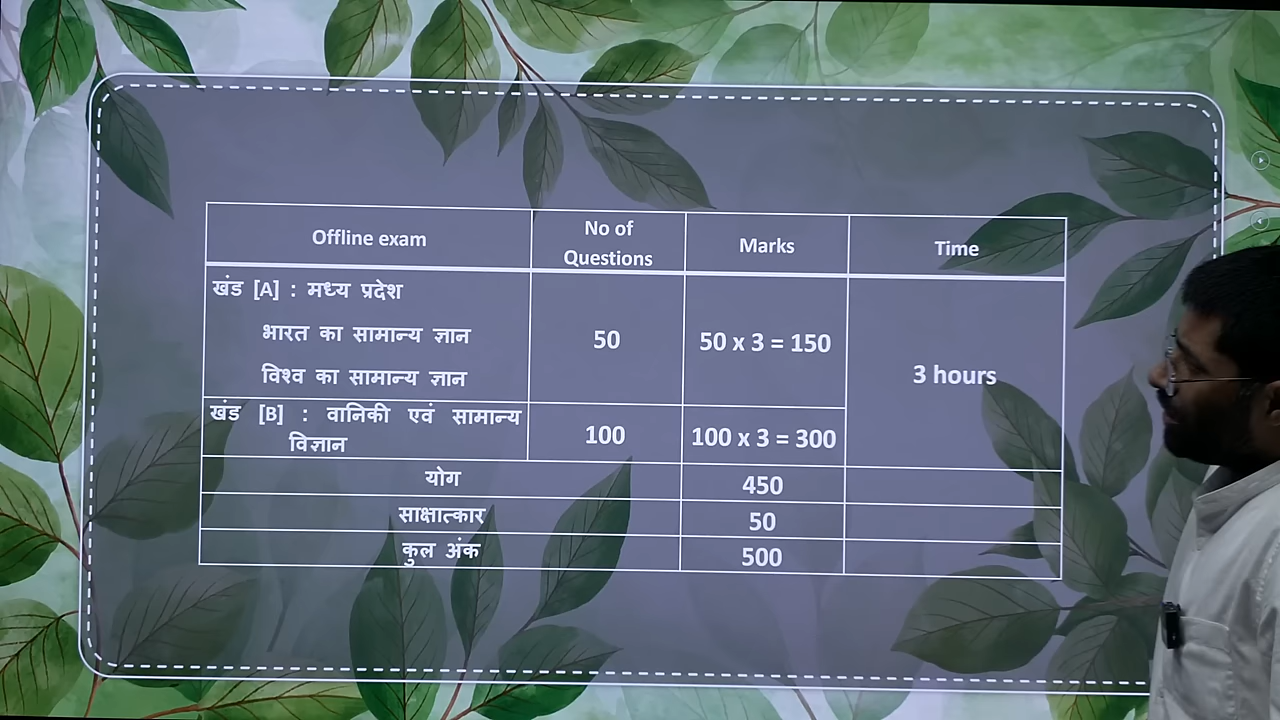 Offline exam
No of
Questions
Marks
Time
खंड [A] : मध्य प्रदेश
भारत का सामान्य ज्ञान
विश्व का सामान्य ज्ञान
50
50 x 3 = 150
3 hours
खंड [B] : वानिकी एवं सामान्य
विज्ञान
100
100 x 3 = 300
योग
450
साक्षात्कार
50
कुल अंक
500